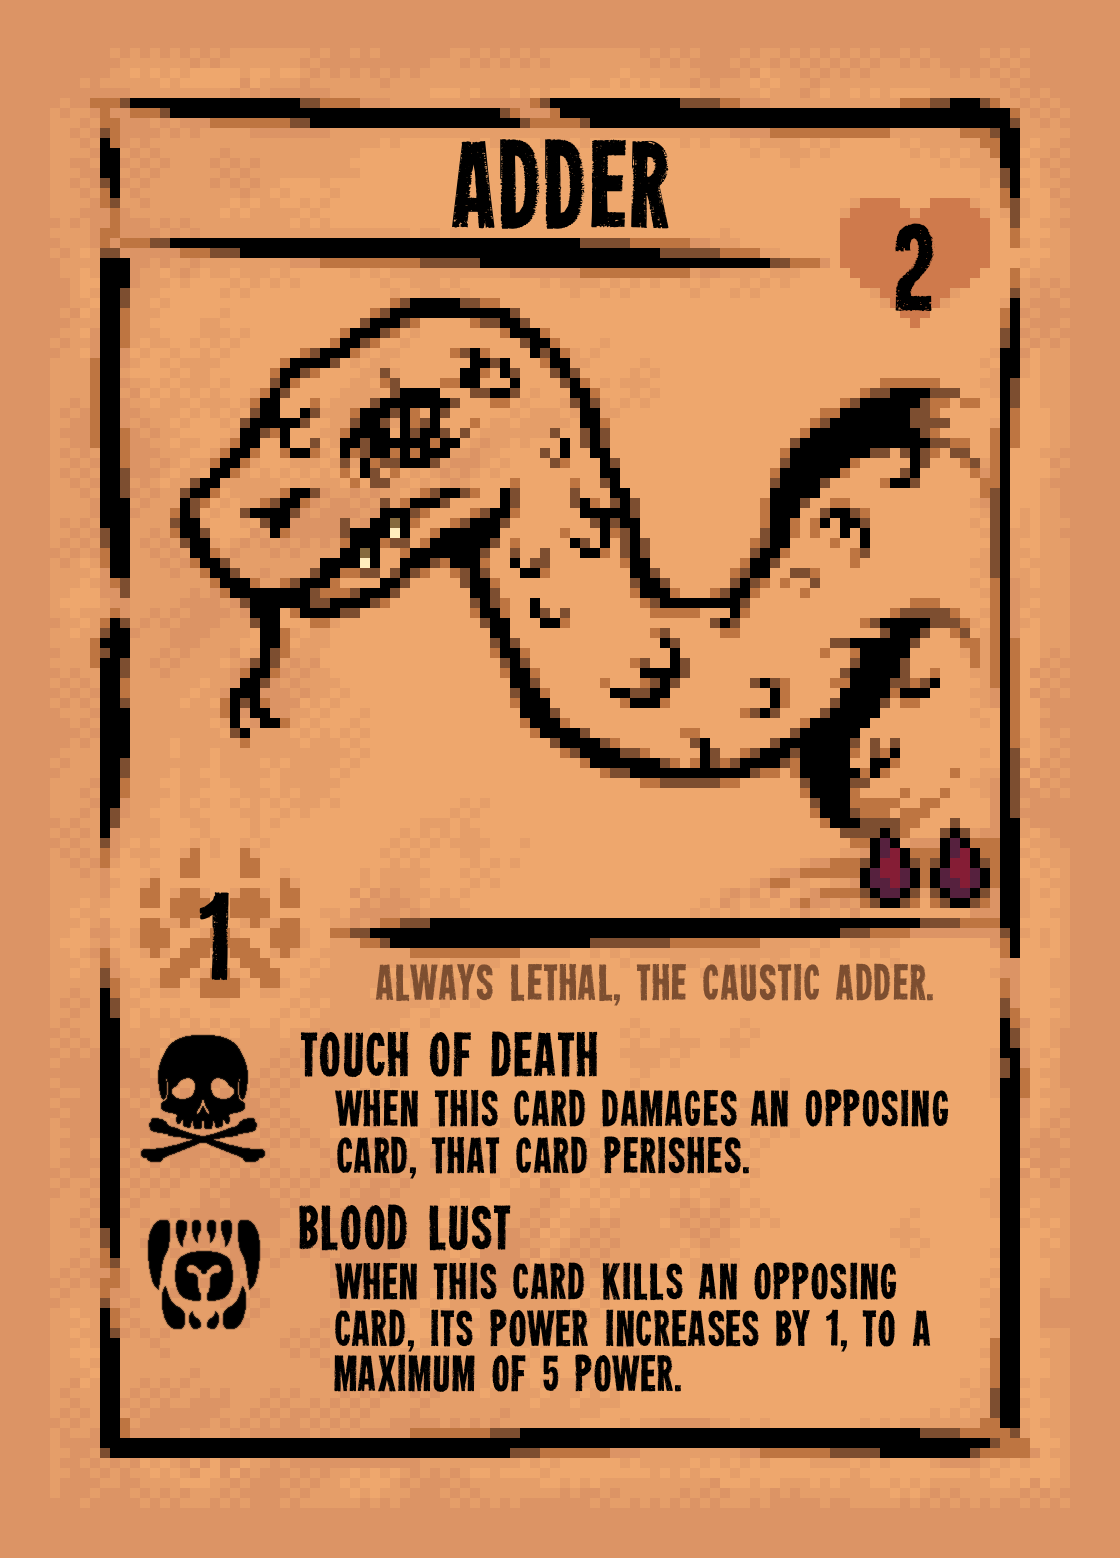 ADDER
2
1
ALWAYS LETHAL, THE CAUSTIC ADDER.
TOUCH OF DEATH
WHEN THIS CARD DAMAGES AN OPPOSING
CARD, THAT CARD PERISHES.
BLOOD LUST
WHEN THIS CARD KILLS AN OPPOSING
CARD, ITS POWER INCREASES BY 1, TO A
MAXIMUM OF 5 POWER.